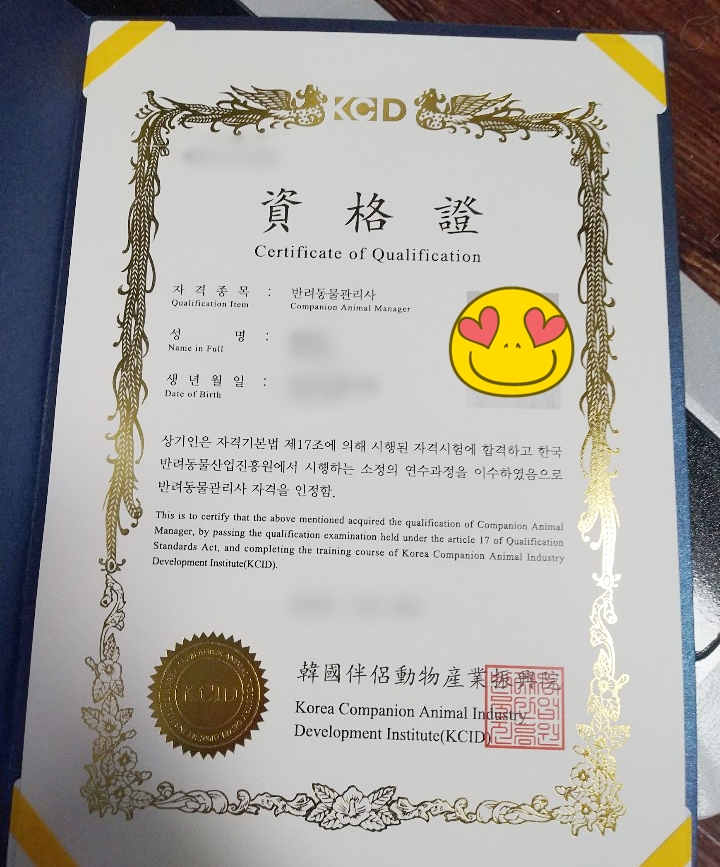 KCID
資格證
Certificate of Qualification
자격종목 : 반려동물관리사
Qualification Item Companion Animal Manager
성 명 :
Name in Full
생년월일 :
Date of Birth
상기인은 자격기본법 제17조에 의해 시행된 자격시험에 합격하고 한국
반려동물산업진흥원에서 시행하는 소정의 연수과정을 이수하였음으로
반려동물관리사 자격을 인정함.
This is to certify that the above mentioned acquired the qualification of Companion Animal
Manager, by passing the qualification examination held under the article 17 of Qualification
Standards Act, and completing the training course of Korea Companion Animal Industry
Development Institute(KCID).
KCID
韓國伴侶動物産業振興院
Korea Companion Animal Industry
Development Institute(KCID)